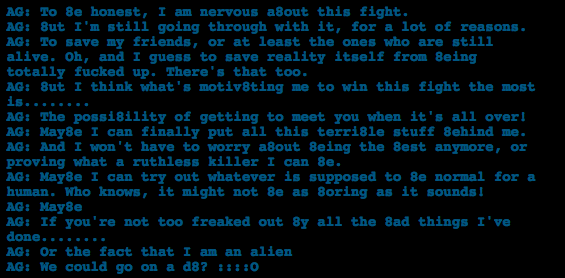 AG: To 8e honest, I am nervous a8out this fight.
AG: 8ut I'm still going through with it, for a lot of reasons.
AG: To save my friends, or at least the ones who are still
alive. Oh, and I guess to save reality itself from 8eing
totally fucked up. There's that too.
AG: 8ut I think what's motiv8ting me to win this fight the most
is........
AG: The possi8ility of getting to meet you when it's all over!
AG: May8e I can finally put all this terri8le stuff 8ehind me.
AG: And I won't have to worry a8out 8eing the 8est anymore, or
proving what a ruthless killer I can 8e.
AG: May8e I can try out whatever is supposed to 8e normal for a
human. Who knows, it might not 8e as 8oring as it sounds!
AG: May8e
AG: If you're not too freaked out 8y all the 8ad things I've
done........
AG: Or the fact that I am an alien
AG: We could go on a d8? ::::O